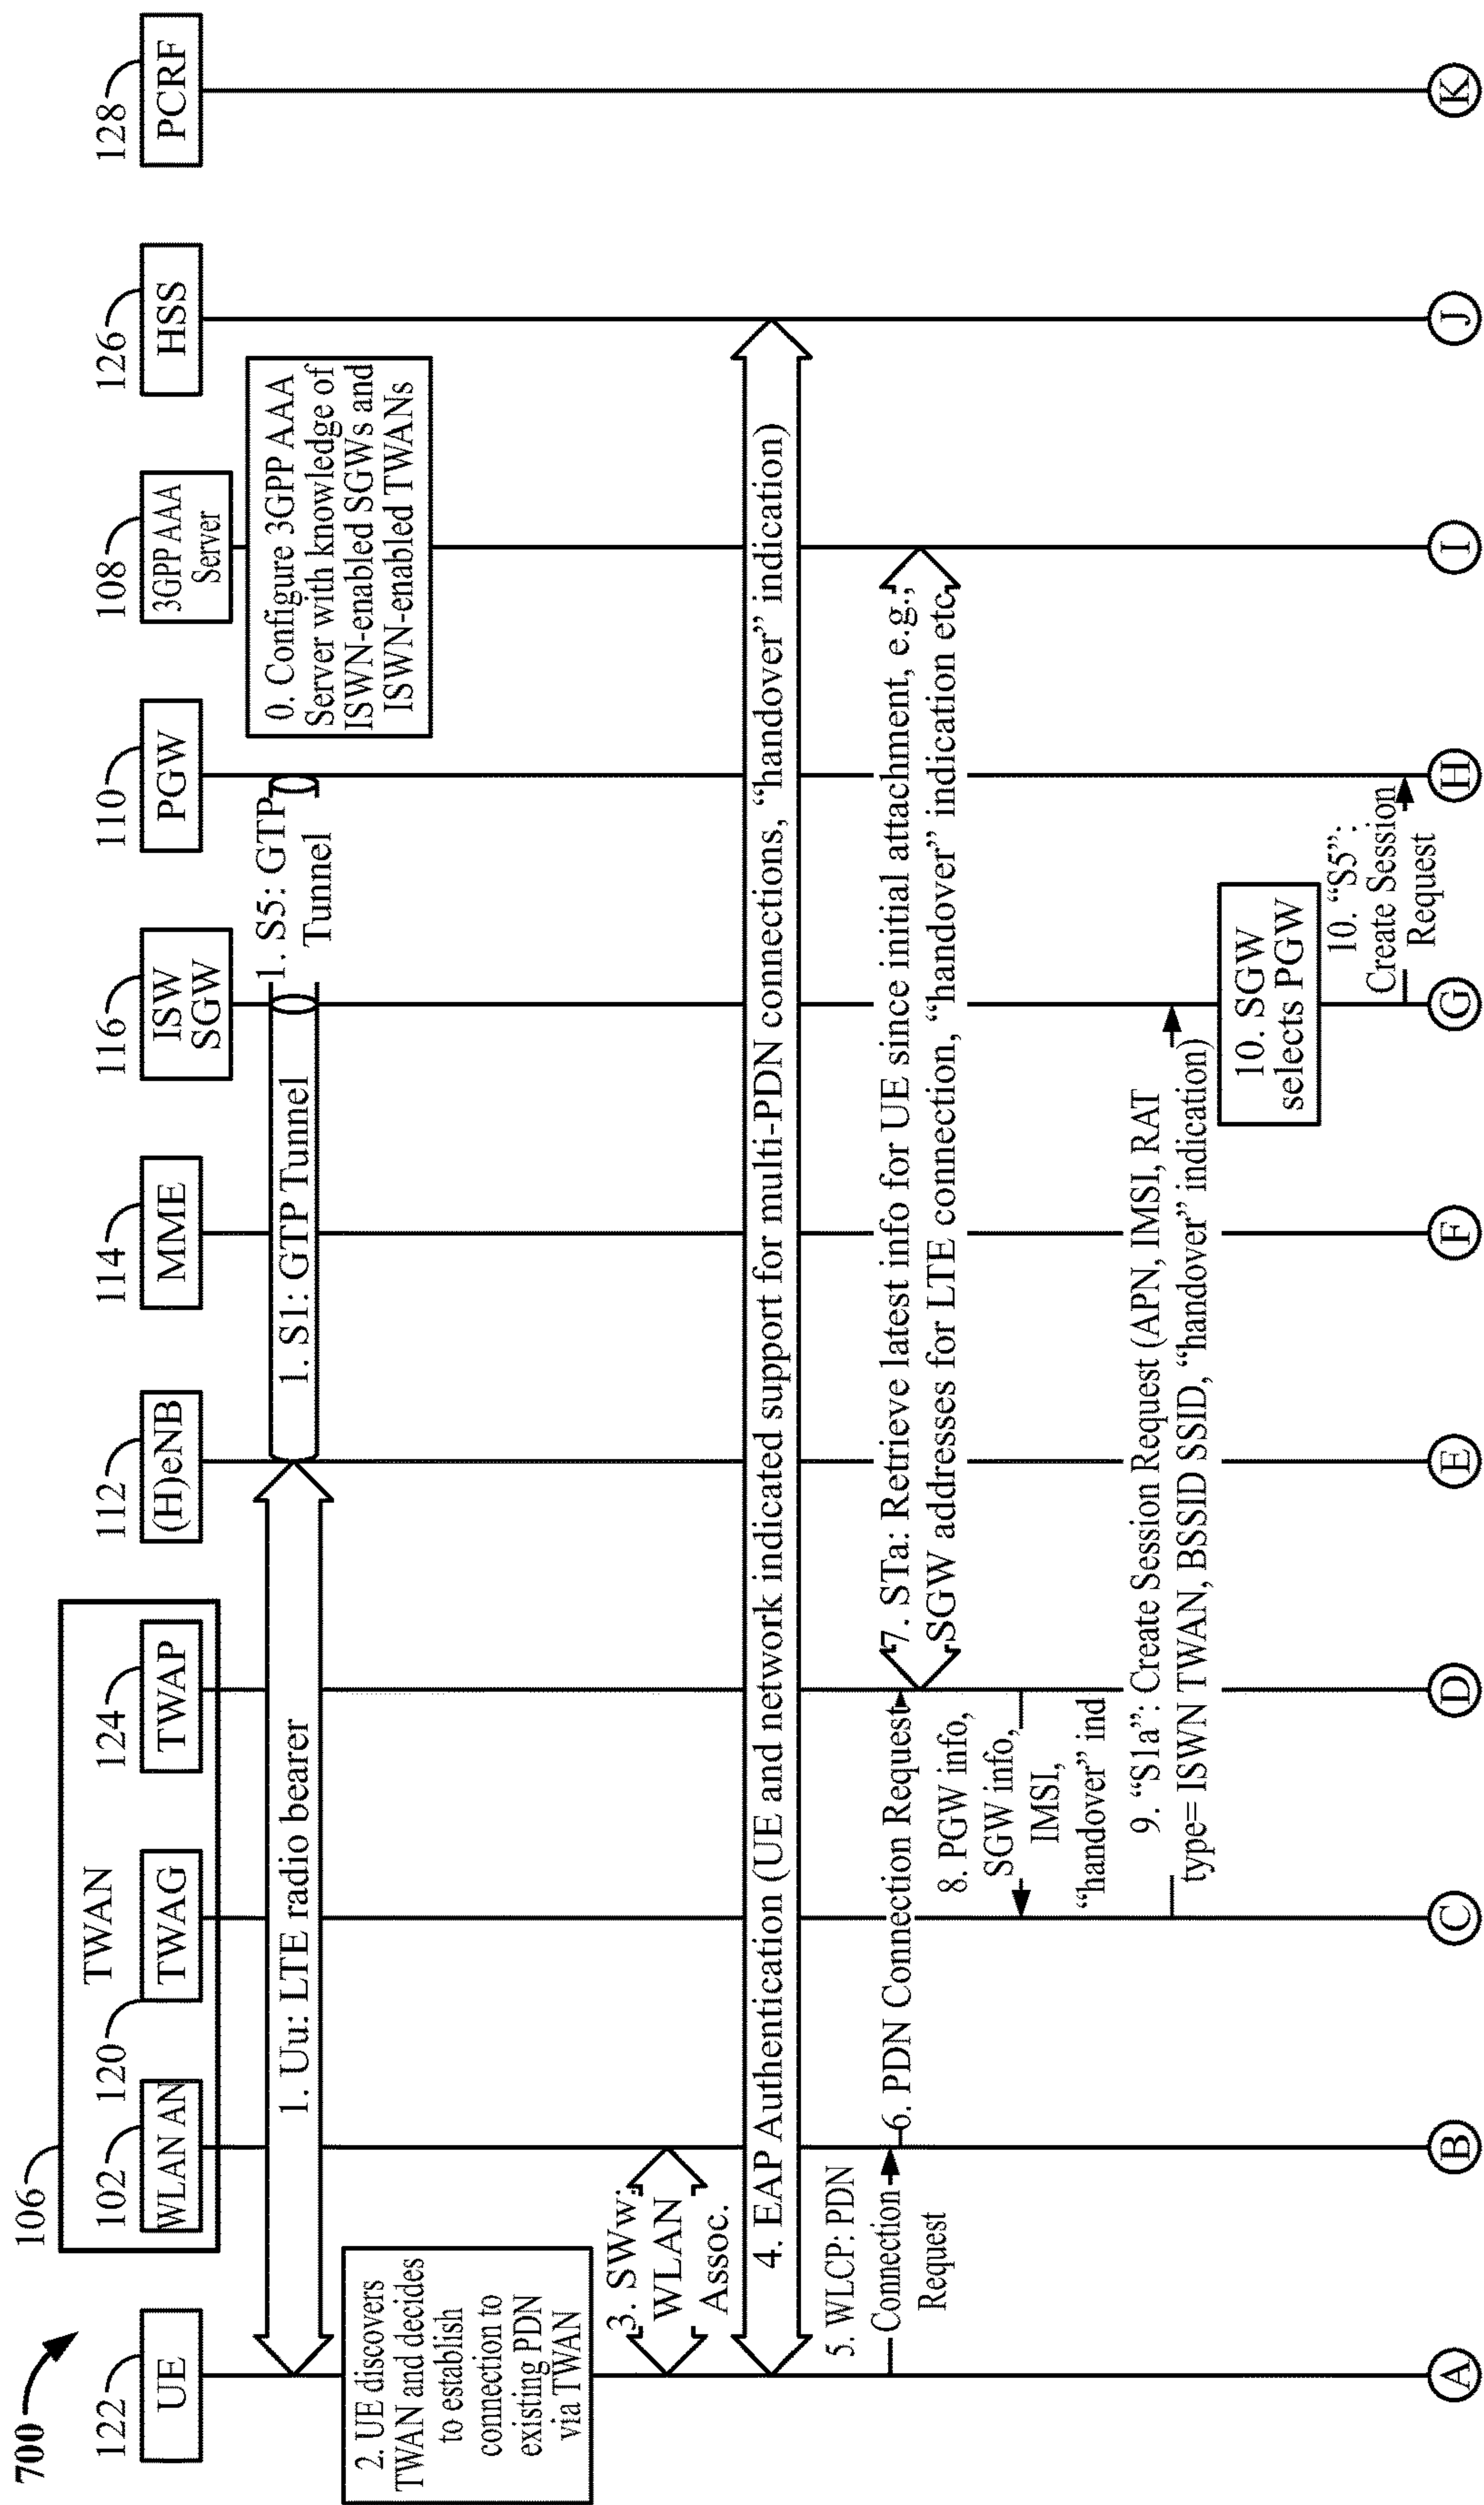 700
106
TWAN
122
102
120
124
112
114
116
110
108
126
128
UE
WLAN AN
TWAG
TWAP
(H)eNB
MME
ISW
SGW
PGW
3GPP AAA
Server
HSS
PCRF
0. Configure 3GPP AAA
Server with knowledge of
ISWN-enabled SGWs and
ISWN-enabled TWANs
1. Uu: LTE radio bearer
1. S1: GTP Tunnel
1. S5: GTP
Tunnel
2. UE discovers
TWAN and decides
to establish
connection to
existing PDN
via TWAN
3. SWw:
WLAN
Assoc.
4. EAP Authentication (UE and network indicated support for multi-PDN connections, “handover” indication)
5. WLCP: PDN
Connection
Request
6. PDN Connection Request
7. STa: Retrieve latest info for UE since initial attachment, e.g.,
SGW addresses for LTE connection, “handover” indication etc
8. PGW info,
SGW info,
IMSI,
“handover” ind
9. “S1a”: Create Session Request (APN, IMSI, RAT
type= ISWN TWAN, BSSID SSID, “handover” indication)
10. SGW
selects PGW
10. “S5”:
Create Session
Request
A
B
C
D
E
F
G
H
I
J
K